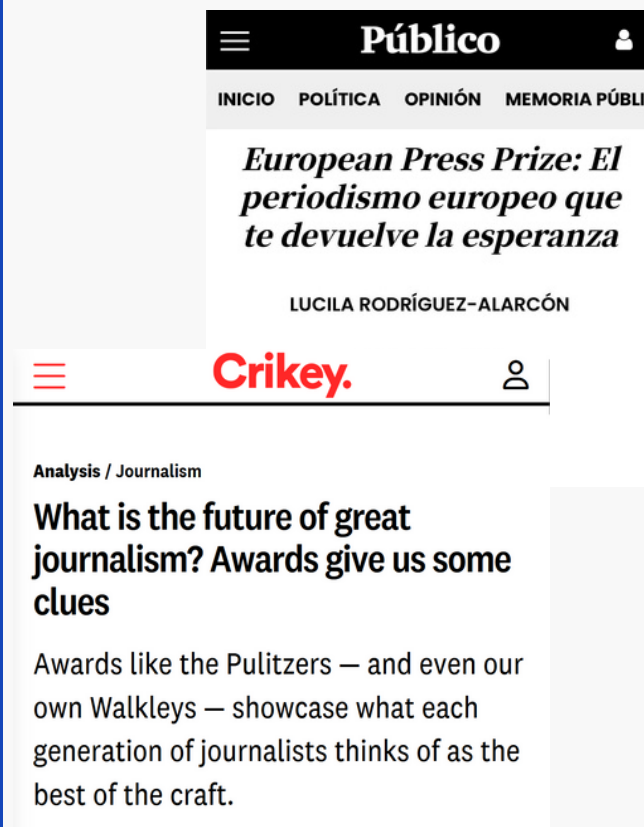 Público
INICIO POLÍTICA OPINIÓN MEMORIA PÚBLI
European Press Prize: El
periodismo europeo que
te devuelve la esperanza
LUCILA RODRÍGUEZ-ALARCÓN
Crikey.
Analysis / Journalism
What is the future of great
journalism? Awards give us some
clues
Awards like the Pulitzers — and even our
own Walkleys — showcase what each
generation of journalists thinks of as the
best of the craft.